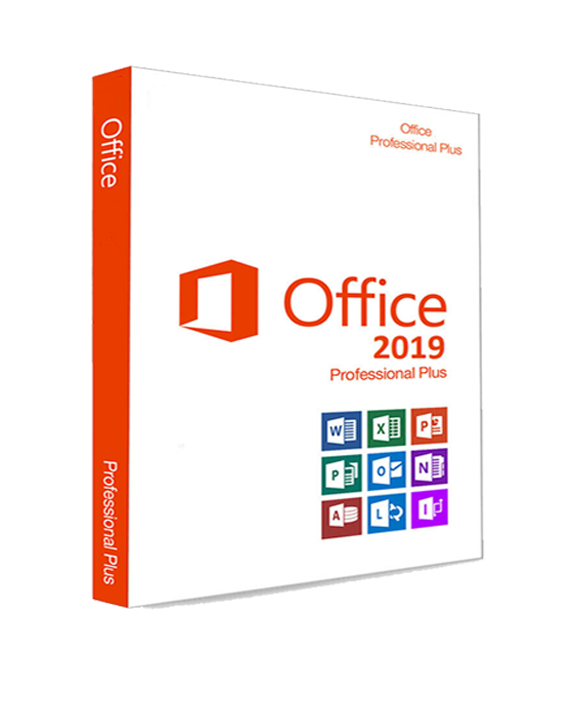 Office
Professional Plus
Office
Professional Plus
Office
2019
Professional Plus
W
X
P
P
O
N
A
L
I